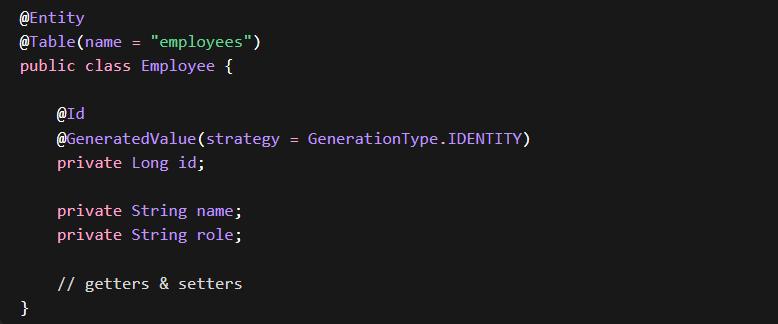 @Entity
@Table(name = "employees")
public class Employee {
@Id
@GeneratedValue(strategy = GenerationType.IDENTITY)
private Long id;
private String name;
private String role;
// getters & setters
}